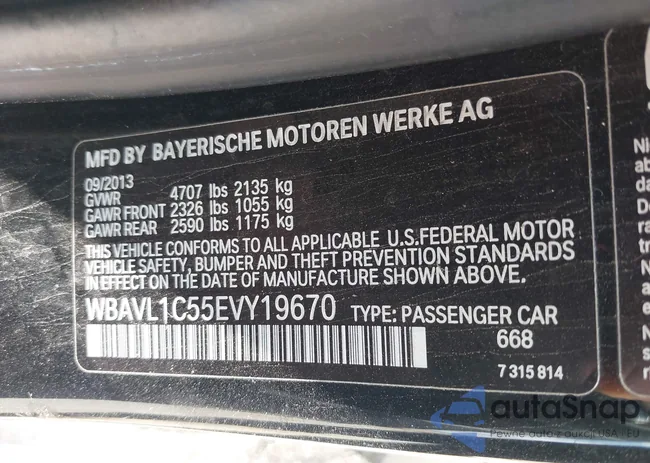 MFD BY BAYERISCHE MOTOREN WERKE AG
09/2013
GVWR 4707 lbs 2135 kg
GAWR FRONT 2326 lbs 1055 kg
GAWR REAR 2590 lbs 1175 kg
THIS VEHICLE CONFORMS TO ALL APPLICABLE U.S.FEDERAL MOTOR
VEHICLE SAFETY, BUMPER AND THEFT PREVENTION STANDARDS
IN EFFECT ON THE DATE OF MANUFACTURE SHOWN ABOVE.
WBAVL1C55EVY19670 TYPE: PASSENGER CAR
668
7 315 814
autoSnap